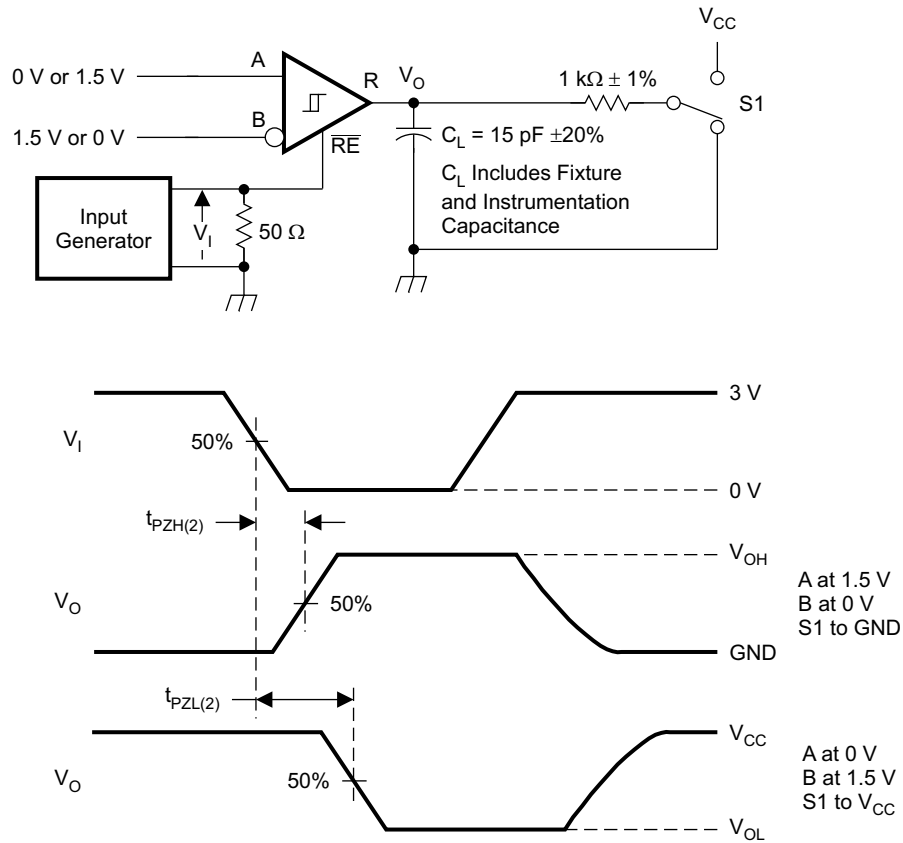 V_CC
A
R
V_O
1 kΩ ± 1%
0 V or 1.5 V
S1
B
C_L = 15 pF ±20%
1.5 V or 0 V
R̅E̅
C_L Includes Fixture
and Instrumentation
Capacitance
Input
Generator
V_I
50 Ω
3 V
V_I
50%
0 V
t_PZH(2)
V_OH
A at 1.5 V
B at 0 V
S1 to GND
V_O
50%
GND
t_PZL(2)
V_CC
A at 0 V
B at 1.5 V
S1 to V_CC
V_O
50%
V_OL